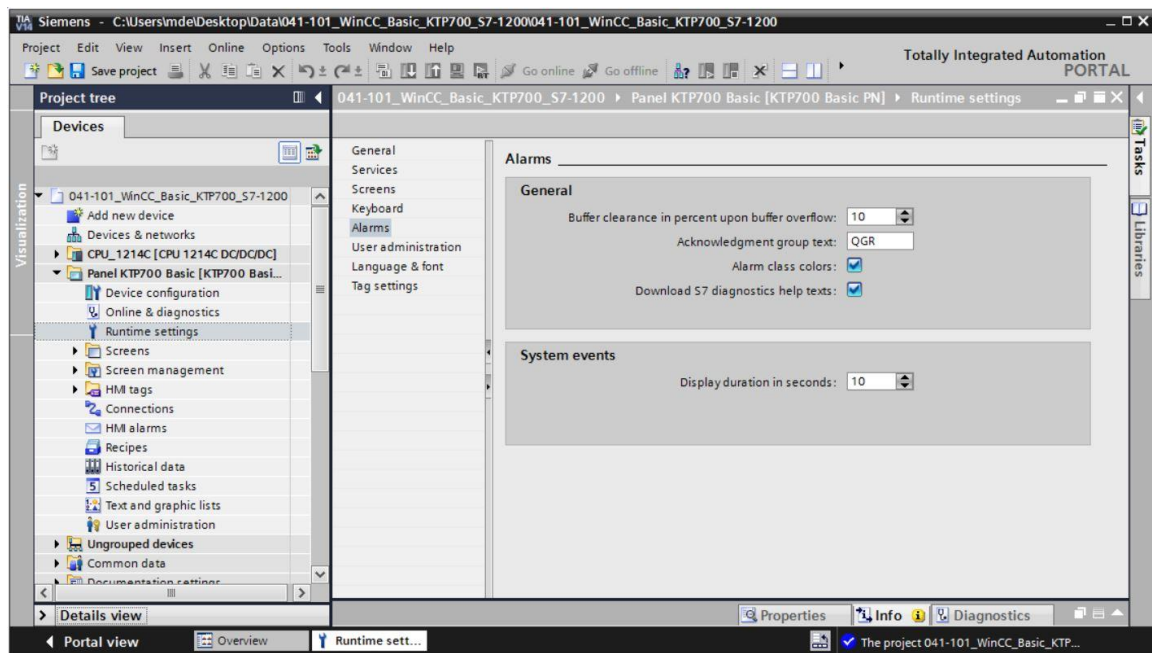 TIA V14 Siemens - C:\Users\mde\Desktop\Data\041-101_WinCC_Basic_KTP700_S7-1200\041-101_WinCC_Basic_KTP700_S7-1200
Project Edit View Insert Online Options Tools Window Help
Totally Integrated Automation
PORTAL
Save project Go online Go offline
Project tree
041-101_WinCC_Basic_KTP700_S7-1200 Panel KTP700 Basic [KTP700 Basic PN] Runtime settings
Devices
Visualization
041-101_WinCC_Basic_KTP700_S7-1200
Add new device
Devices & networks
CPU_1214C [CPU 1214C DC/DC/DC]
Panel KTP700 Basic [KTP700 Basi...
Device configuration
Online & diagnostics
Runtime settings
Screens
Screen management
HMI tags
Connections
HMI alarms
Recipes
Historical data
Scheduled tasks
Text and graphic lists
User administration
Ungrouped devices
Common data
Documentation settings
Details view
General
Services
Screens
Keyboard
Alarms
User administration
Language & font
Tag settings
Alarms
General
Buffer clearance in percent upon buffer overflow: 10
Acknowledgment group text: QGR
Alarm class colors:
Download S7 diagnostics help texts:
System events
Display duration in seconds: 10
Tasks
Libraries
Properties Info Diagnostics
Portal view Overview Runtime sett... The project 041-101_WinCC_Basic_KTP...